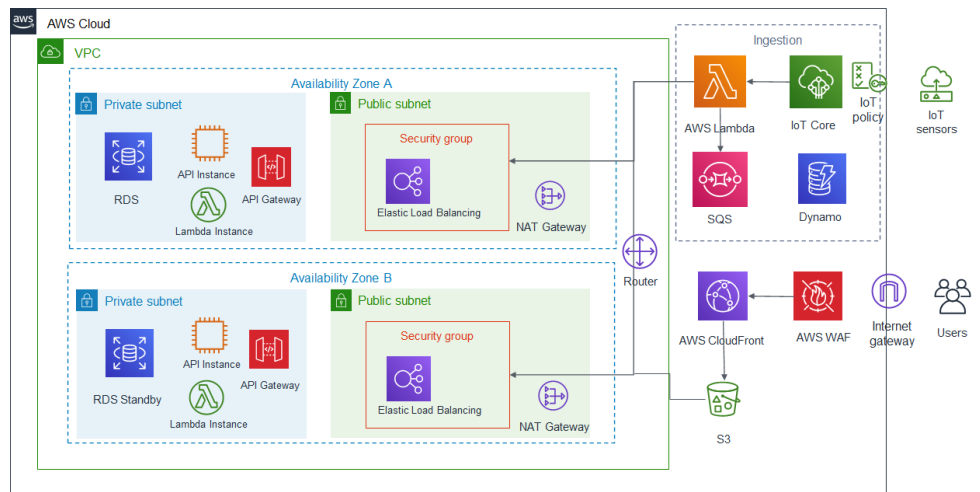 aws
AWS Cloud
VPC
Availability Zone A
Private subnet
RDS
API Instance
API Gateway
Lambda Instance
Public subnet
Security group
Elastic Load Balancing
NAT Gateway
Availability Zone B
Private subnet
RDS Standby
API Instance
API Gateway
Lambda Instance
Public subnet
Security group
Elastic Load Balancing
NAT Gateway
Router
Ingestion
AWS Lambda
IoT Core
IoT
policy
IoT
sensors
SQS
Dynamo
AWS CloudFront
AWS WAF
Internet
gateway
Users
S3